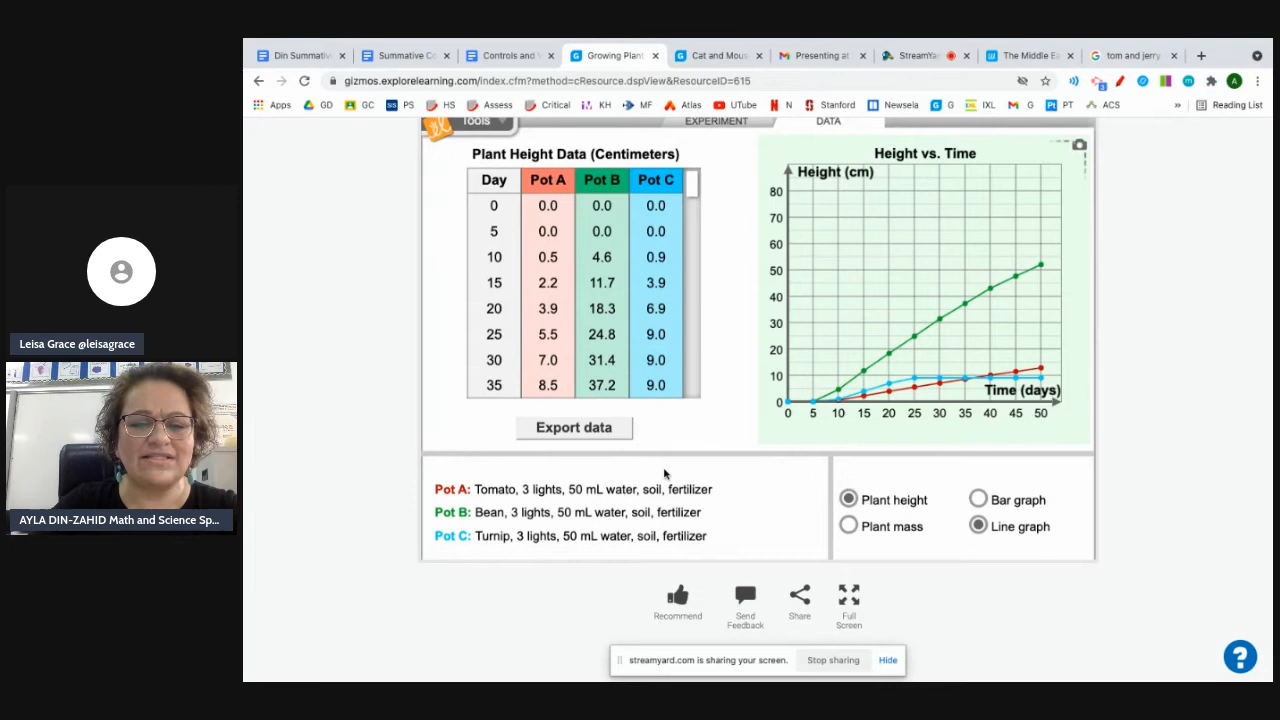 Din Summativ
Summative Co
Controls and V
Growing Plan
Cat and Mous
Presenting at
StreamYa
The Middle Ea
tom and jerry
gizmos.explorelearning.com/index.cfm?method=cResource.dspView&ResourceID=615
Apps GD GC SIS PS HS Assess Critical KH MF Atlas UTube N Stanford Newsela G IXL G PT ACS » Reading List
TOOLS
EXPERIMENT
DATA
Plant Height Data (Centimeters)
Day Pot A Pot B Pot C
0 0.0 0.0 0.0
5 0.0 0.0 0.0
10 0.5 4.6 0.9
15 2.2 11.7 3.9
20 3.9 18.3 6.9
25 5.5 24.8 9.0
30 7.0 31.4 9.0
35 8.5 37.2 9.0
Export data
Height vs. Time
Height (cm)
80
70
60
50
40
30
20
10
0
Time (days)
0 5 10 15 20 25 30 35 40 45 50
Pot A: Tomato, 3 lights, 50 mL water, soil, fertilizer
Pot B: Bean, 3 lights, 50 mL water, soil, fertilizer
Pot C: Turnip, 3 lights, 50 mL water, soil, fertilizer
Plant height
Bar graph
Plant mass
Line graph
Recommend
Send
Feedback
Share
Full
Screen
streamyard.com is sharing your screen.
Stop sharing
Hide
?
Leisa Grace @leisagrace
AYLA DIN-ZAHID Math and Science Sp...